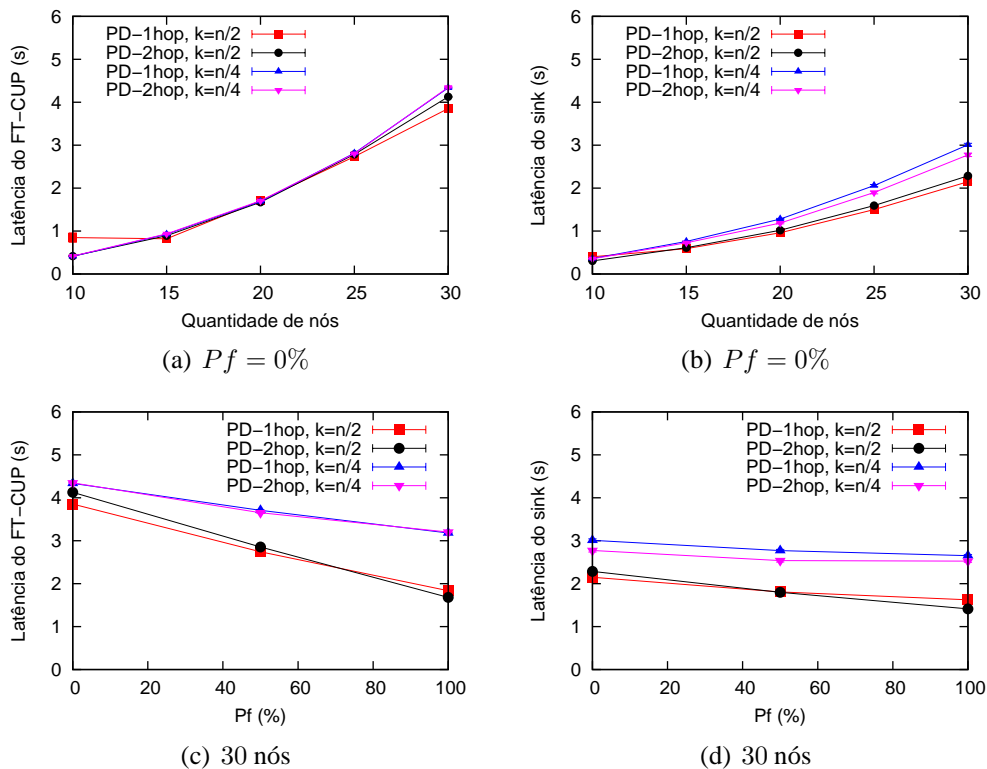 6
5
4
3
2
1
0
10
15
20
25
30
Latência do FT−CUP (s)
Quantidade de nós
PD−1hop, k=n/2
PD−2hop, k=n/2
PD−1hop, k=n/4
PD−2hop, k=n/4
(a) Pf = 0%
6
5
4
3
2
1
0
10
15
20
25
30
Latência do sink (s)
Quantidade de nós
PD−1hop, k=n/2
PD−2hop, k=n/2
PD−1hop, k=n/4
PD−2hop, k=n/4
(b) Pf = 0%
6
5
4
3
2
1
0
0
20
40
60
80
100
Latência do FT−CUP (s)
Pf (%)
PD−1hop, k=n/2
PD−2hop, k=n/2
PD−1hop, k=n/4
PD−2hop, k=n/4
(c) 30 nós
6
5
4
3
2
1
0
0
20
40
60
80
100
Latência do sink (s)
Pf (%)
PD−1hop, k=n/2
PD−2hop, k=n/2
PD−1hop, k=n/4
PD−2hop, k=n/4
(d) 30 nós